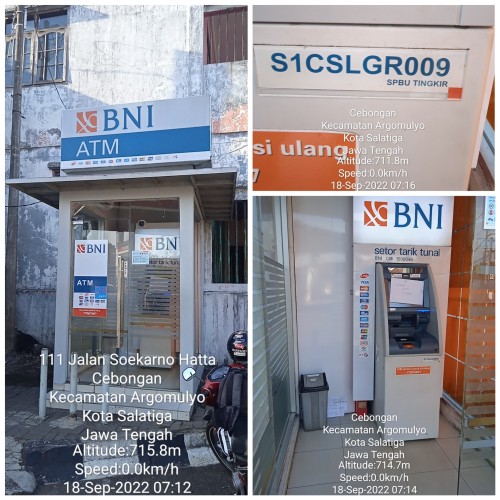 BNI
ATM
BNI
ATM
BNI
111 Jalan Soekarno Hatta
Cebongan
Kecamatan Argomulyo
Kota Salatiga
Jawa Tengah
Altitude:715.8m
Speed:0.0km/h
18-Sep-2022 07:12
S1CSLGR009
SPBU TINGKIR
si ulang
Cebongan
Kecamatan Argomulyo
Kota Salatiga
Jawa Tengah
Altitude:711.8m
Speed:0.0km/h
18-Sep-2022 07:16
BNI
setor tarik tunai
Cebongan
Kecamatan Argomulyo
Kota Salatiga
Jawa Tengah
Altitude:714.7m
Speed:0.0km/h
18-Sep-2022 07:14